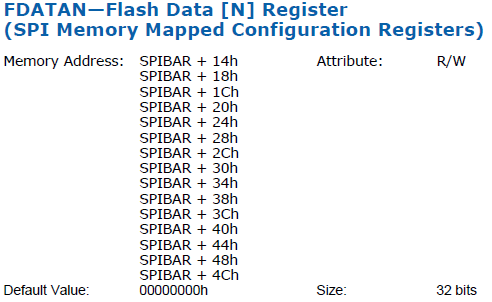 FDATAN—Flash Data [N] Register
(SPI Memory Mapped Configuration Registers)
Memory Address: SPIBAR + 14h Attribute: R/W
SPIBAR + 18h
SPIBAR + 1Ch
SPIBAR + 20h
SPIBAR + 24h
SPIBAR + 28h
SPIBAR + 2Ch
SPIBAR + 30h
SPIBAR + 34h
SPIBAR + 38h
SPIBAR + 3Ch
SPIBAR + 40h
SPIBAR + 44h
SPIBAR + 48h
SPIBAR + 4Ch
Default Value: 00000000h Size: 32 bits